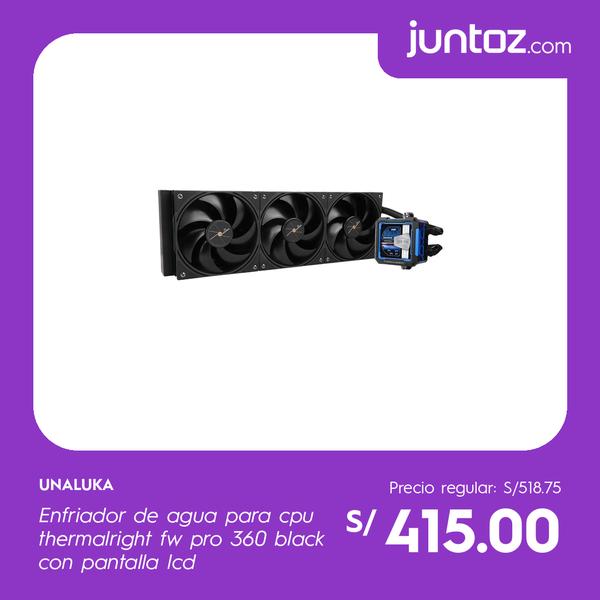 juntoz.com
UNALUKA
Enfriador de agua para cpu
thermalright fw pro 360 black
con pantalla lcd
Precio regular: S/518.75
S/ 415.00